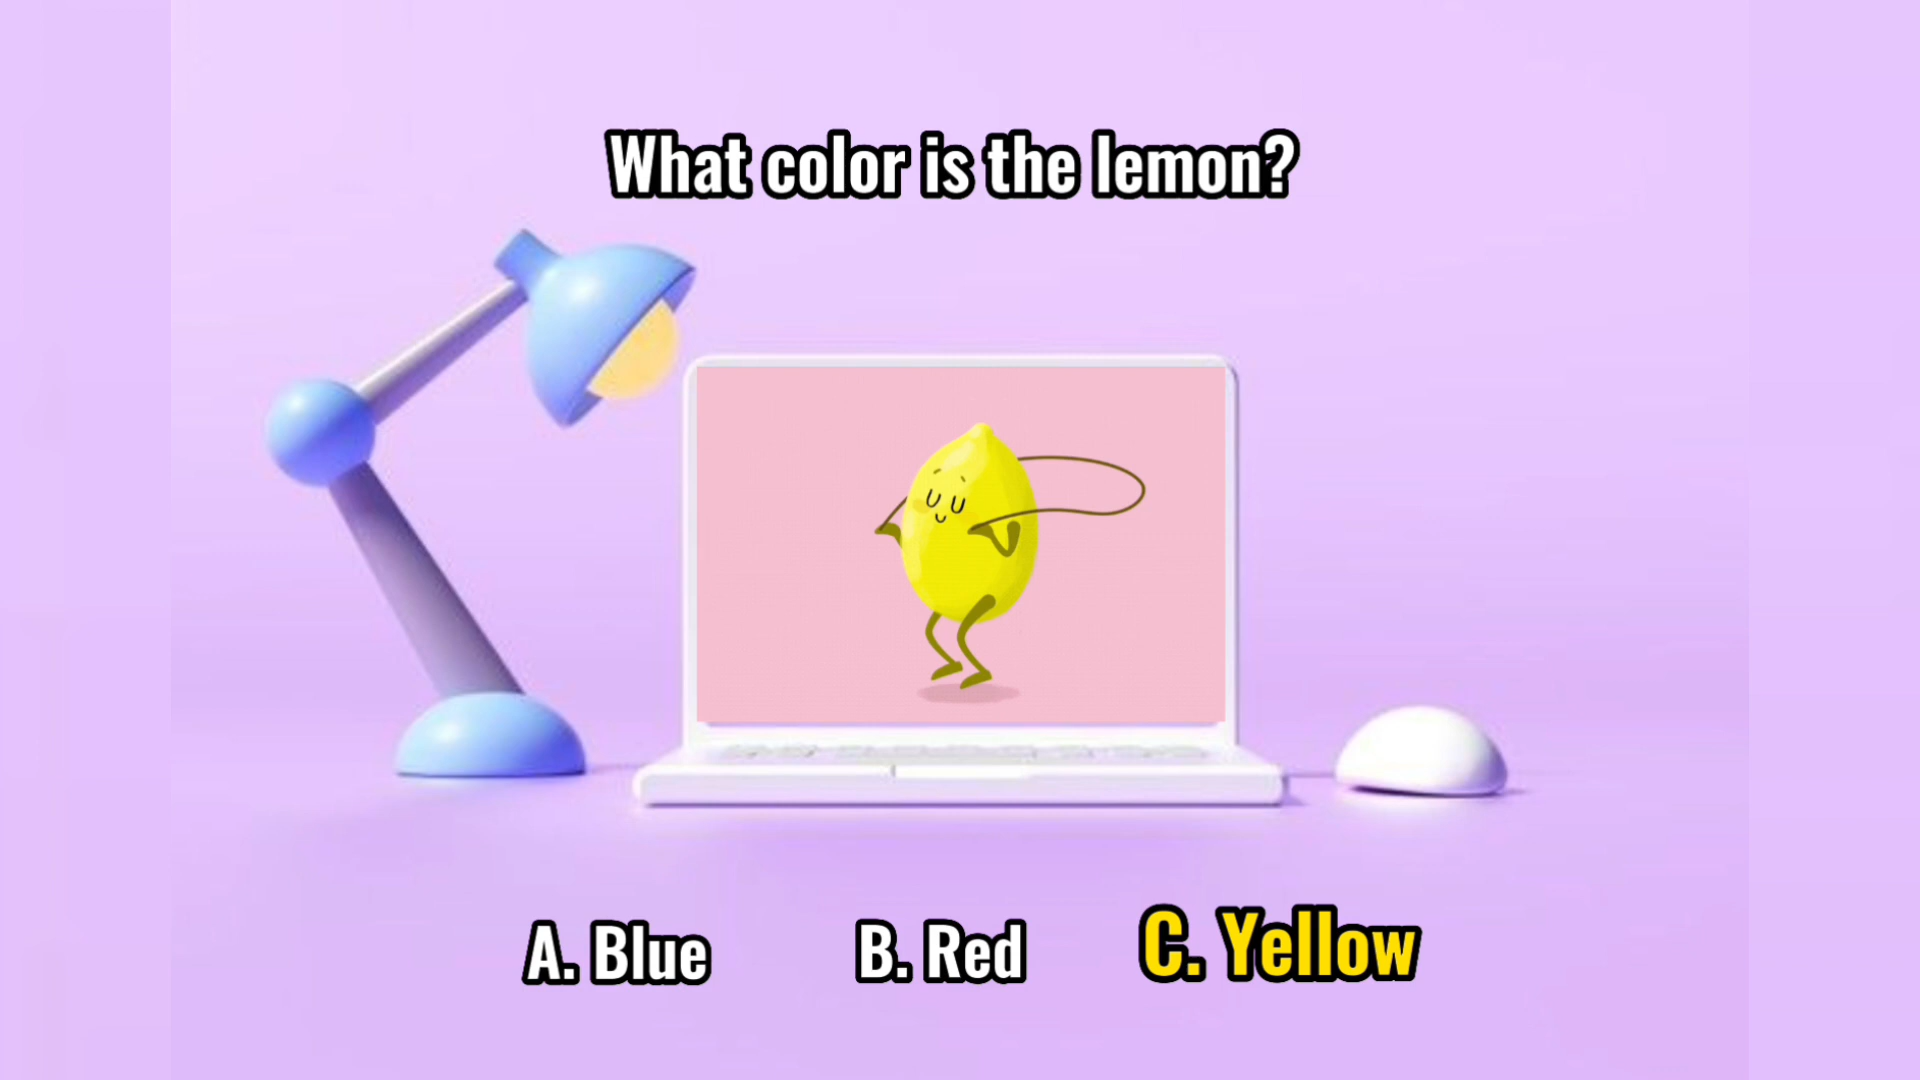 What color is the lemon?
A. Blue B. Red C. Yellow